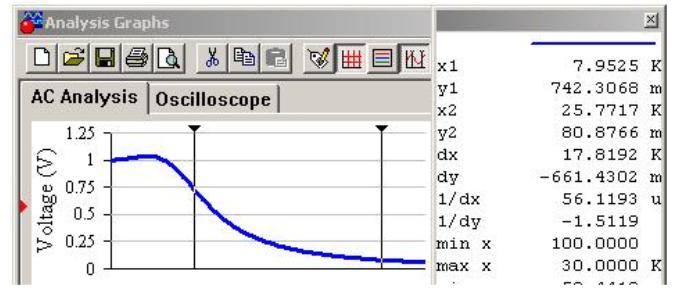 Analysis Graphs
AC Analysis
Oscilloscope
Voltage (V)
1.25
1
0.75
0.5
0.25
0
x1 7.9525 K
y1 742.3068 m
x2 25.7717 K
y2 80.8766 m
dx 17.8192 K
dy -661.4302 m
1/dx 56.1193 u
1/dy -1.5119
min x 100.0000
max x 30.0000 K